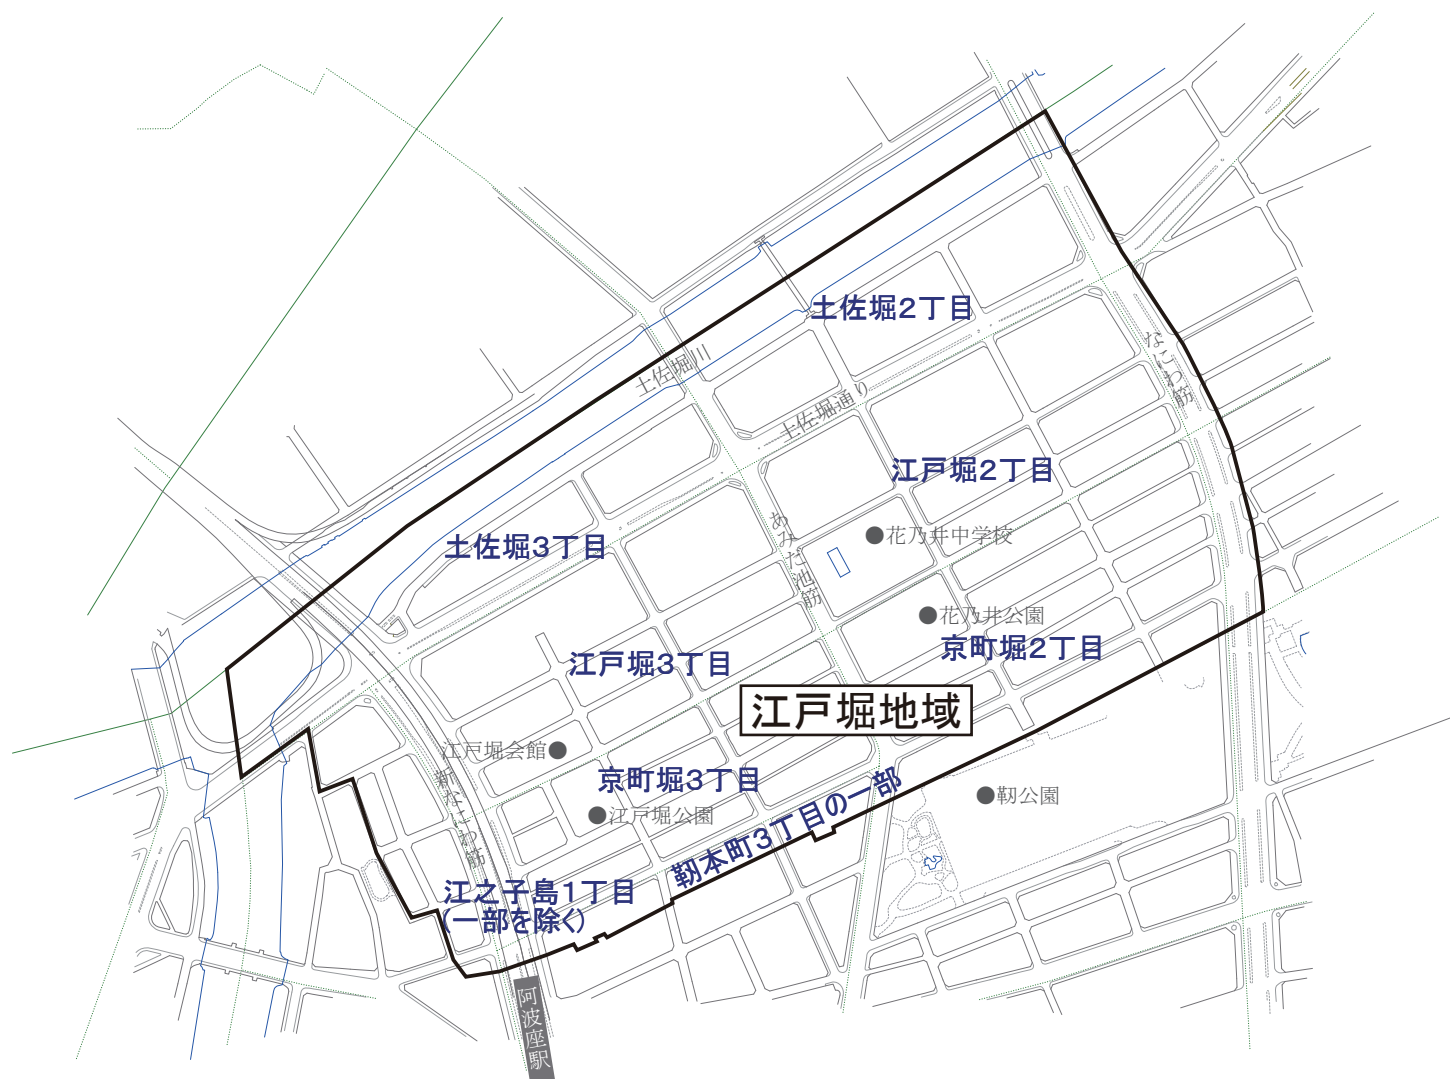 土佐堀2丁目
なにわ筋
土佐堀川
土佐堀通り
江戸堀2丁目
あみだ池筋
花乃井中学校
土佐堀3丁目
花乃井公園
京町堀2丁目
江戸堀3丁目
江戸堀地域
江戸堀会館
京町堀3丁目
新なにわ筋
江戸堀公園
靭公園
靭本町3丁目の一部
江之子島1丁目
(一部を除く)
阿波座駅